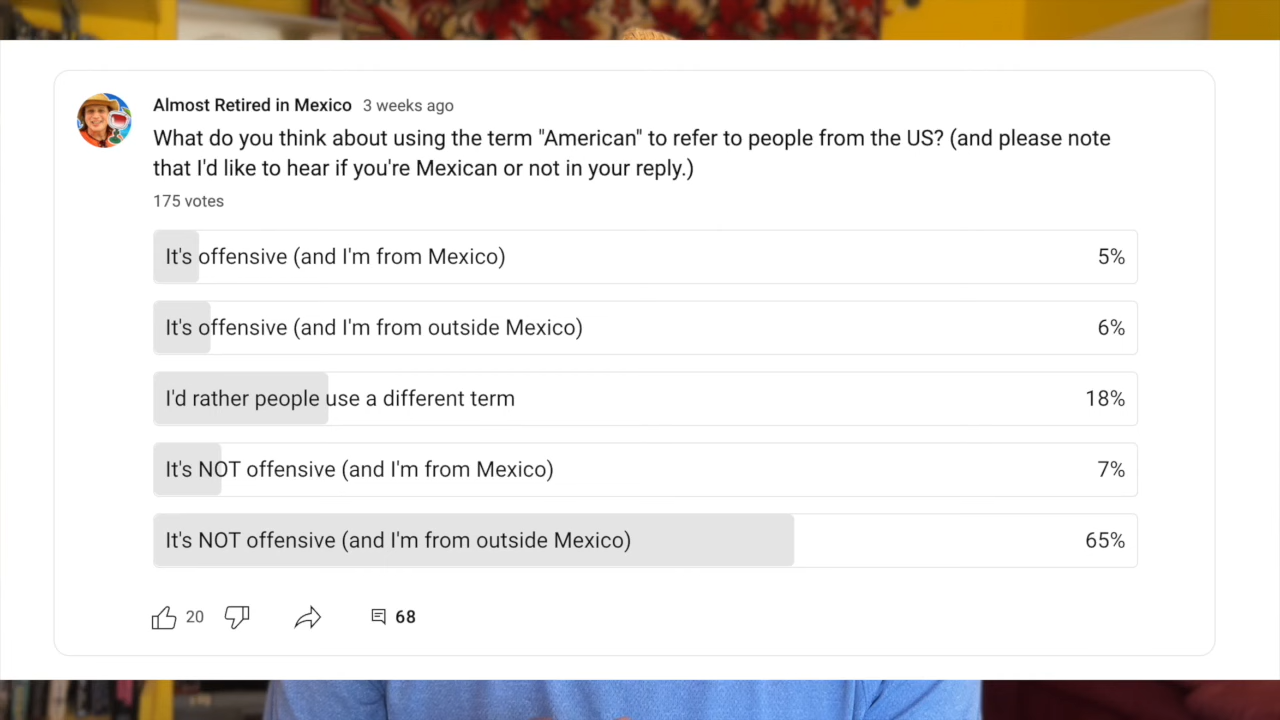 Almost Retired in Mexico 3 weeks ago
What do you think about using the term "American" to refer to people from the US? (and please note
that I'd like to hear if you're Mexican or not in your reply.)
175 votes
It's offensive (and I'm from Mexico) 5%
It's offensive (and I'm from outside Mexico) 6%
I'd rather people use a different term 18%
It's NOT offensive (and I'm from Mexico) 7%
It's NOT offensive (and I'm from outside Mexico) 65%
20 68